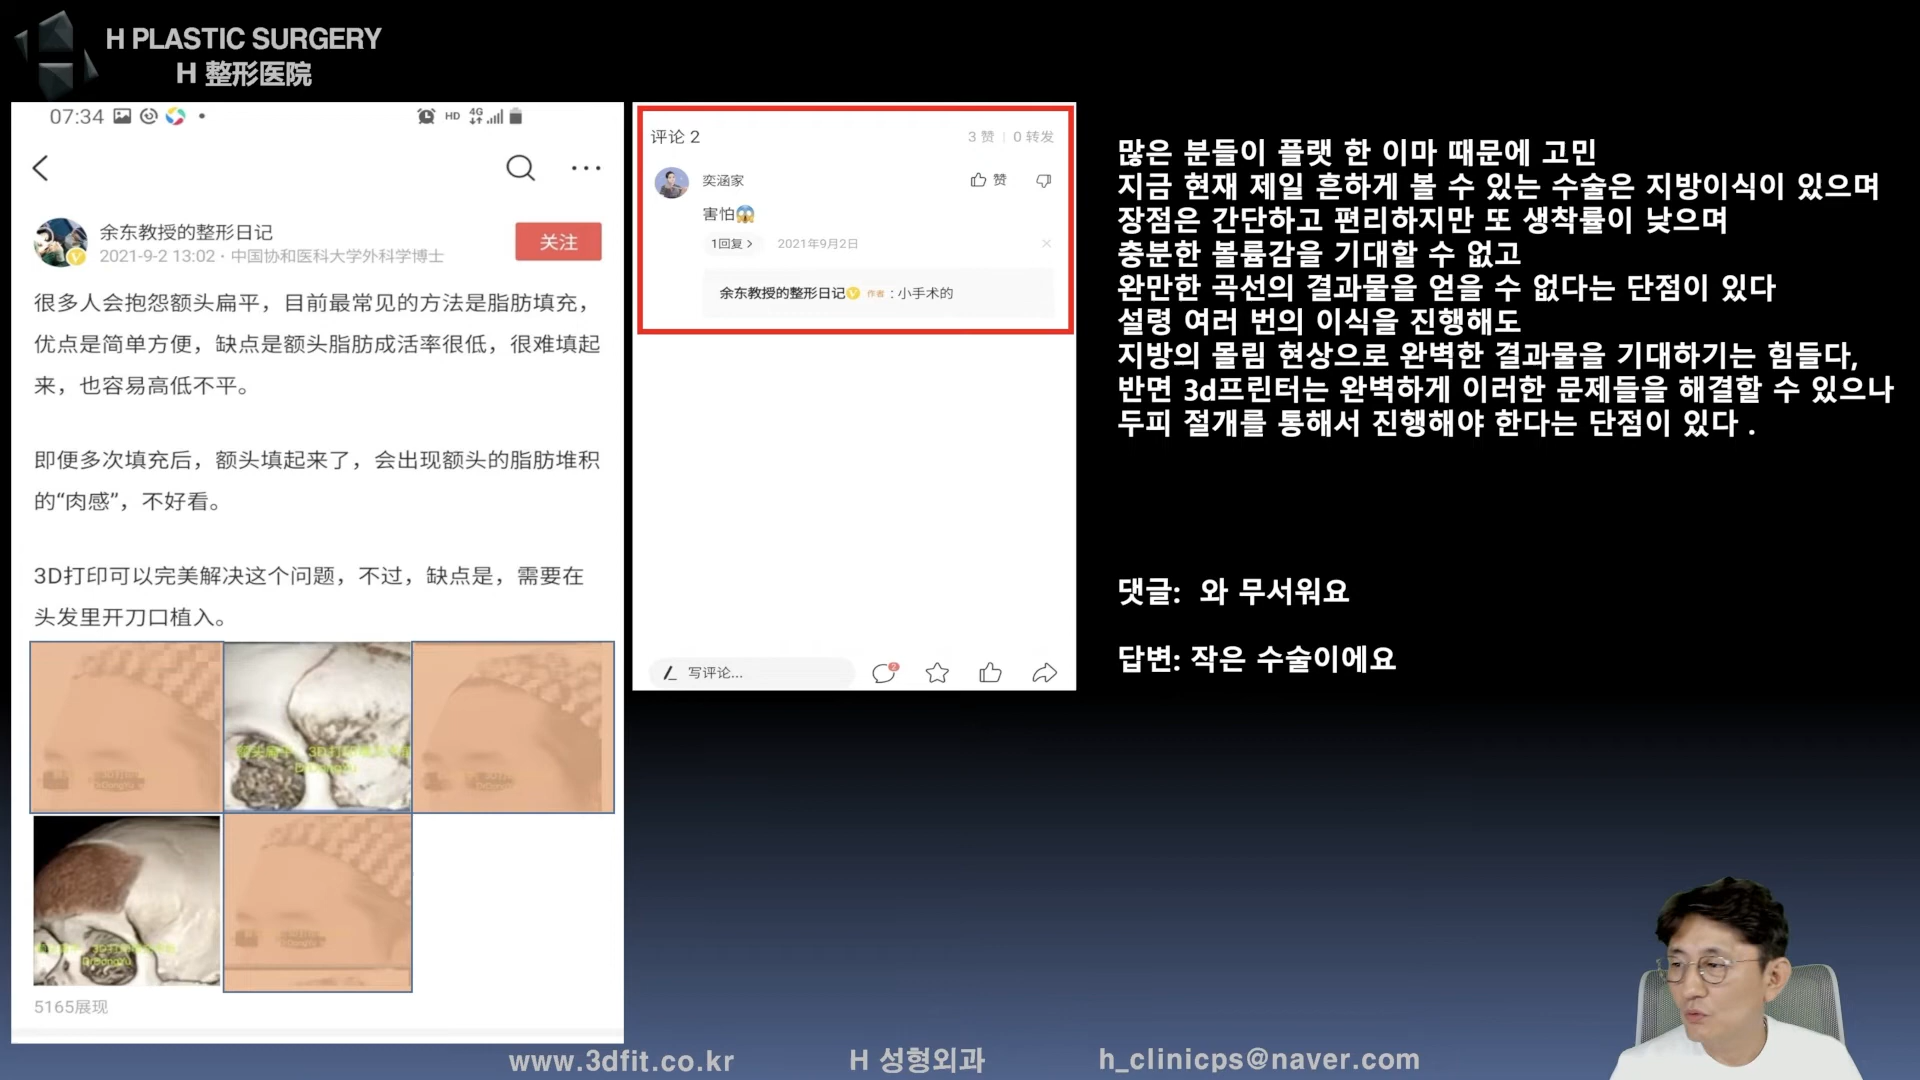 H PLASTIC SURGERY
H 整形医院
07:34
HD 4G
余东教授的整形日记
2021-9-2 13:02·中国协和医科大学外科学博士
关注
很多人会抱怨额头扁平，目前最常见的方法是脂肪填充，
优点是简单方便，缺点是额头脂肪成活率很低，很难填起
来，也容易高低不平。
即便多次填充后，额头填起来了，会出现额头的脂肪堆积
的“肉感”，不好看。
3D打印可以完美解决这个问题，不过，缺点是，需要在
头发里开刀口植入。
5165展现
评论 2
3 赞 | 0 转发
奕涵家
赞
害怕😱
1回复 >
2021年9月2日
余东教授的整形日记 作者 : 小手术的
写评论...
2
많은 분들이 플랫 한 이마 때문에 고민
지금 현재 제일 흔하게 볼 수 있는 수술은 지방이식이 있으며
장점은 간단하고 편리하지만 또 생착률이 낮으며
충분한 볼륨감을 기대할 수 없고
완만한 곡선의 결과물을 얻을 수 없다는 단점이 있다
설령 여러 번의 이식을 진행해도
지방의 몰림 현상으로 완벽한 결과물을 기대하기는 힘들다,
반면 3d프린터는 완벽하게 이러한 문제들을 해결할 수 있으나
두피 절개를 통해서 진행해야 한다는 단점이 있다 .
댓글: 와 무서워요
답변: 작은 수술이에요
www.3dfit.co.kr
H 성형외과
h_clinicps@naver.com